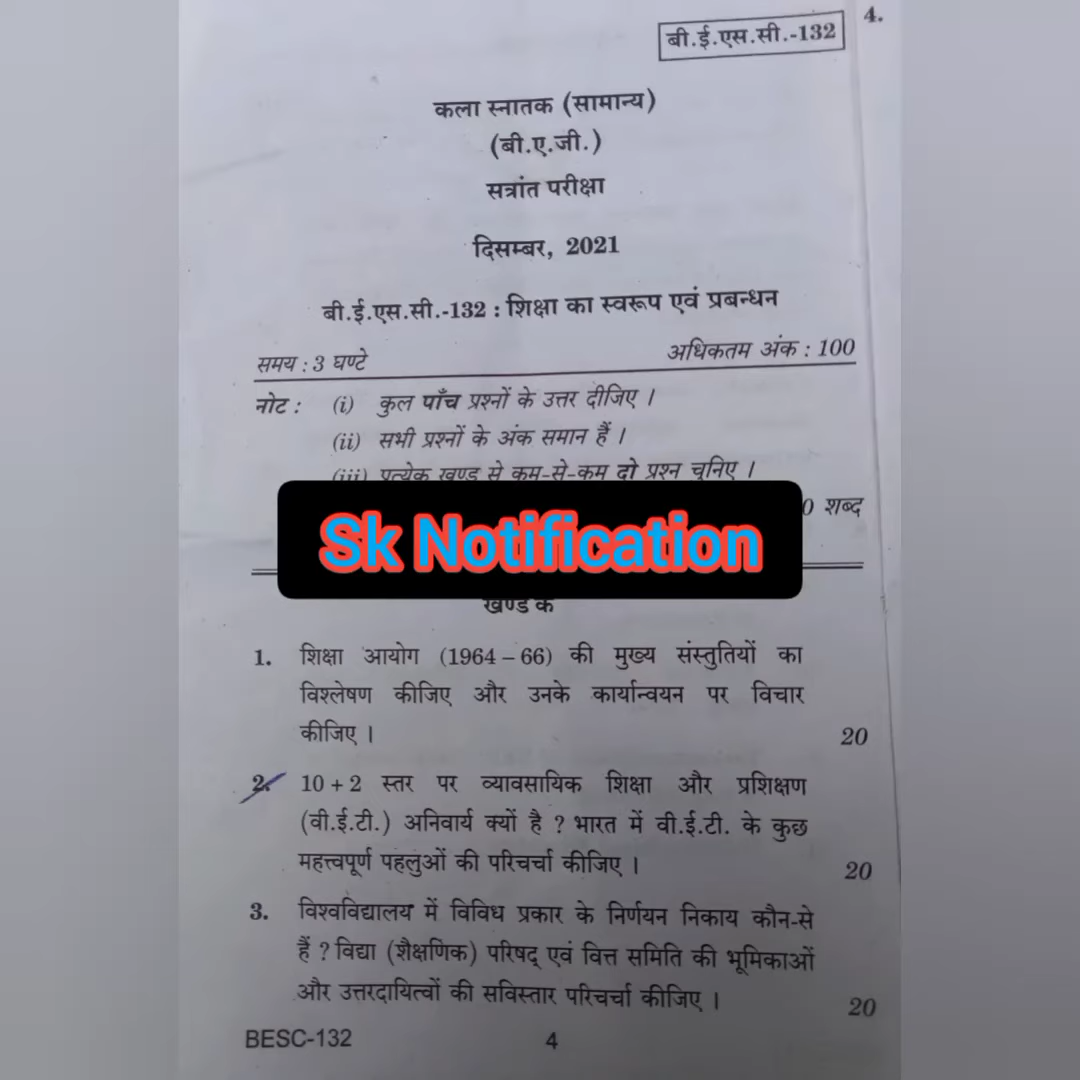 बी.ई.एस.सी.-132
4.
कला स्नातक (सामान्य)
(बी.ए.जी.)
सत्रांत परीक्षा
दिसम्बर, 2021
बी.ई.एस.सी.-132 : शिक्षा का स्वरूप एवं प्रबन्धन
समय : 3 घण्टे अधिकतम अंक : 100
नोट : (i) कुल पाँच प्रश्नों के उत्तर दीजिए ।
(ii) सभी प्रश्नों के अंक समान हैं ।
(iii) प्रत्येक खण्ड से कम-से-कम दो प्रश्न चुनिए ।
0 शब्द
Sk Notification
खण्ड क
1. शिक्षा आयोग (1964 – 66) की मुख्य संस्तुतियों का
विश्लेषण कीजिए और उनके कार्यान्वयन पर विचार
कीजिए । 20
2. 10 + 2 स्तर पर व्यावसायिक शिक्षा और प्रशिक्षण
(वी.ई.टी.) अनिवार्य क्यों है ? भारत में वी.ई.टी. के कुछ
महत्त्वपूर्ण पहलुओं की परिचर्चा कीजिए । 20
3. विश्वविद्यालय में विविध प्रकार के निर्णयन निकाय कौन-से
हैं ? विद्या (शैक्षणिक) परिषद् एवं वित्त समिति की भूमिकाओं
और उत्तरदायित्वों की सविस्तार परिचर्चा कीजिए । 20
BESC-132 4